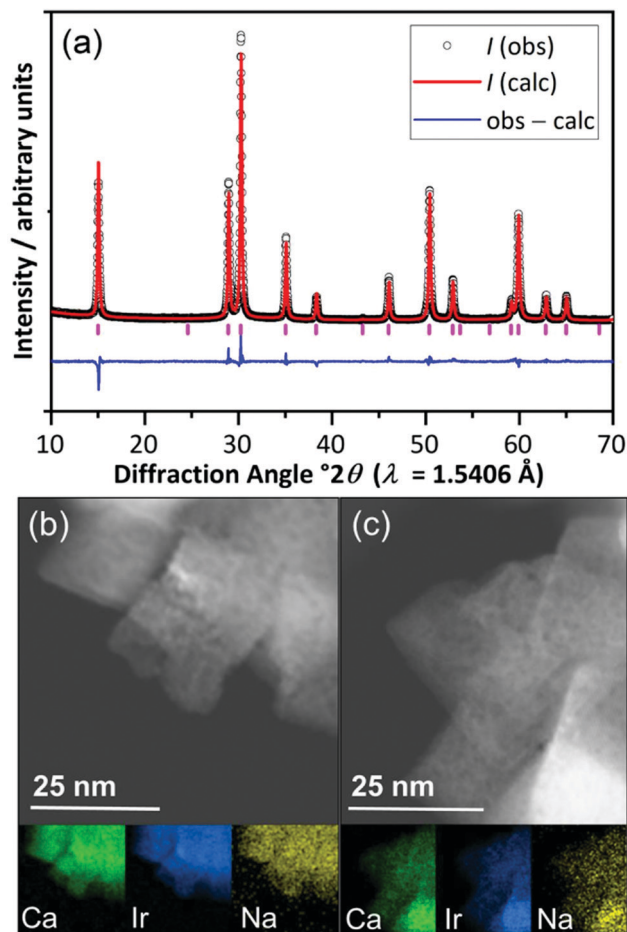 (a)
I (obs)
I (calc)
obs – calc
Intensity / arbitrary units
10 20 30 40 50 60 70
Diffraction Angle °2θ (λ = 1.5406 Å)
(b)
(c)
25 nm
25 nm
Ca Ir Na
Ca Ir Na